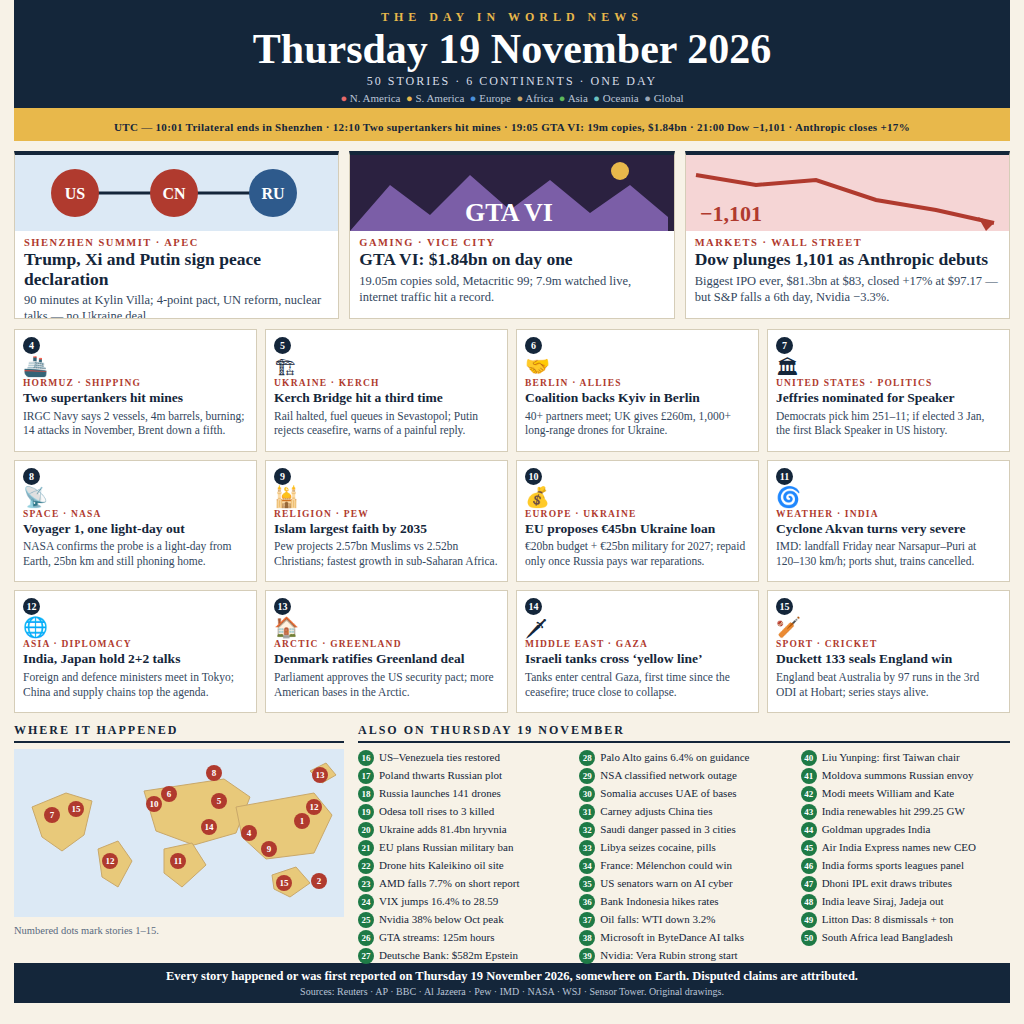 THE DAY IN WORLD NEWS
Thursday 19 November 2026
50 STORIES · 6 CONTINENTS · ONE DAY
● N. America ● S. America ● Europe ● Africa ● Asia ● Oceania ● Global
UTC — 10:01 Trilateral ends in Shenzhen · 12:10 Two supertankers hit mines · 19:05 GTA VI: 19m copies, $1.84bn · 21:00 Dow −1,101 · Anthropic closes +17%
US
CN
RU
SHENZHEN SUMMIT · APEC
Trump, Xi and Putin sign peace
declaration
90 minutes at Kylin Villa; 4-point pact, UN reform, nuclear
talks — no Ukraine deal
GTA VI
GAMING · VICE CITY
GTA VI: $1.84bn on day one
19.05m copies sold, Metacritic 99; 7.9m watched live,
internet traffic hit a record.
−1,101
MARKETS · WALL STREET
Dow plunges 1,101 as Anthropic debuts
Biggest IPO ever, $81.3bn at $83, closed +17% at $97.17 —
but S&P falls a 6th day, Nvidia −3.3%.
4
HORMUZ · SHIPPING
Two supertankers hit mines
IRGC Navy says 2 vessels, 4m barrels, burning;
14 attacks in November, Brent down a fifth.
5
UKRAINE · KERCH
Kerch Bridge hit a third time
Rail halted, fuel queues in Sevastopol; Putin
rejects ceasefire, warns of a painful reply.
6
BERLIN · ALLIES
Coalition backs Kyiv in Berlin
40+ partners meet; UK gives £260m, 1,000+
long-range drones for Ukraine.
7
UNITED STATES · POLITICS
Jeffries nominated for Speaker
Democrats pick him 251–11; if elected 3 Jan,
the first Black Speaker in US history.
8
SPACE · NASA
Voyager 1, one light-day out
NASA confirms the probe is a light-day from
Earth, 25bn km and still phoning home.
9
RELIGION · PEW
Islam largest faith by 2035
Pew projects 2.57bn Muslims vs 2.52bn
Christians; fastest growth in sub-Saharan Africa.
10
EUROPE · UKRAINE
EU proposes €45bn Ukraine loan
€20bn budget + €25bn military for 2027; repaid
only once Russia pays war reparations.
11
WEATHER · INDIA
Cyclone Akvan turns very severe
IMD: landfall Friday near Narsapur–Puri at
120–130 km/h; ports shut, trains cancelled.
12
ASIA · DIPLOMACY
India, Japan hold 2+2 talks
Foreign and defence ministers meet in Tokyo;
China and supply chains top the agenda.
13
ARCTIC · GREENLAND
Denmark ratifies Greenland deal
Parliament approves the US security pact; more
American bases in the Arctic.
14
MIDDLE EAST · GAZA
Israeli tanks cross ‘yellow line’
Tanks enter central Gaza, first time since the
ceasefire; truce close to collapse.
15
SPORT · CRICKET
Duckett 133 seals England win
England beat Australia by 97 runs in the 3rd
ODI at Hobart; series stays alive.
WHERE IT HAPPENED
8
13
6
10
5
15
7
12
1
14
4
9
12
11
15
2
Numbered dots mark stories 1–15.
ALSO ON THURSDAY 19 NOVEMBER
16 US–Venezuela ties restored
17 Poland thwarts Russian plot
18 Russia launches 141 drones
19 Odesa toll rises to 3 killed
20 Ukraine adds 81.4bn hryvnia
21 EU plans Russian military ban
22 Drone hits Kaleikino oil site
23 AMD falls 7.7% on short report
24 VIX jumps 16.4% to 28.59
25 Nvidia 38% below Oct peak
26 GTA streams: 125m hours
27 Deutsche Bank: $582m Epstein
28 Palo Alto gains 6.4% on guidance
29 NSA classified network outage
30 Somalia accuses UAE of bases
31 Carney adjusts China ties
32 Saudi danger passed in 3 cities
33 Libya seizes cocaine, pills
34 France: Mélenchon could win
35 US senators warn on AI cyber
36 Bank Indonesia hikes rates
37 Oil falls: WTI down 3.2%
38 Microsoft in ByteDance AI talks
39 Nvidia: Vera Rubin strong start
40 Liu Yunping: first Taiwan chair
41 Moldova summons Russian envoy
42 Modi meets William and Kate
43 India renewables hit 299.25 GW
44 Goldman upgrades India
45 Air India Express names new CEO
46 India forms sports leagues panel
47 Dhoni IPL exit draws tributes
48 India leave Siraj, Jadeja out
49 Litton Das: 8 dismissals + ton
50 South Africa lead Bangladesh
Every story happened or was first reported on Thursday 19 November 2026, somewhere on Earth. Disputed claims are attributed.
Sources: Reuters · AP · BBC · Al Jazeera · Pew · IMD · NASA · WSJ · Sensor Tower. Original drawings.